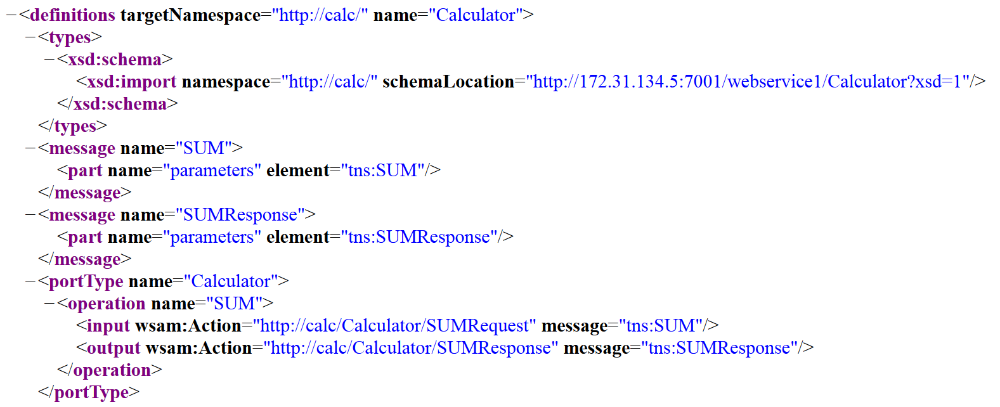 −<definitions targetNamespace="http://calc/" name="Calculator">
−<types>
−<xsd:schema>
<xsd:import namespace="http://calc/" schemaLocation="http://172.31.134.5:7001/webservice1/Calculator?xsd=1"/>
</xsd:schema>
</types>
−<message name="SUM">
<part name="parameters" element="tns:SUM"/>
</message>
−<message name="SUMResponse">
<part name="parameters" element="tns:SUMResponse"/>
</message>
−<portType name="Calculator">
−<operation name="SUM">
<input wsam:Action="http://calc/Calculator/SUMRequest" message="tns:SUM"/>
<output wsam:Action="http://calc/Calculator/SUMResponse" message="tns:SUMResponse"/>
</operation>
</portType>